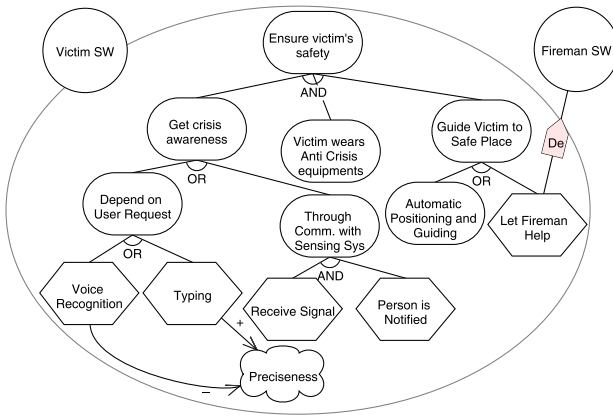 Victim SW
Ensure victim's
safety
Fireman SW
AND
Get crisis
awareness
Victim wears
Anti Crisis
equipments
Guide Victim to
Safe Place
De
OR
OR
Depend on
User Request
Through
Comm. with
Sensing Sys
Automatic
Positioning and
Guiding
Let Fireman
Help
OR
AND
Voice
Recognition
Typing
Receive Signal
Person is
Notified
+
Preciseness
–